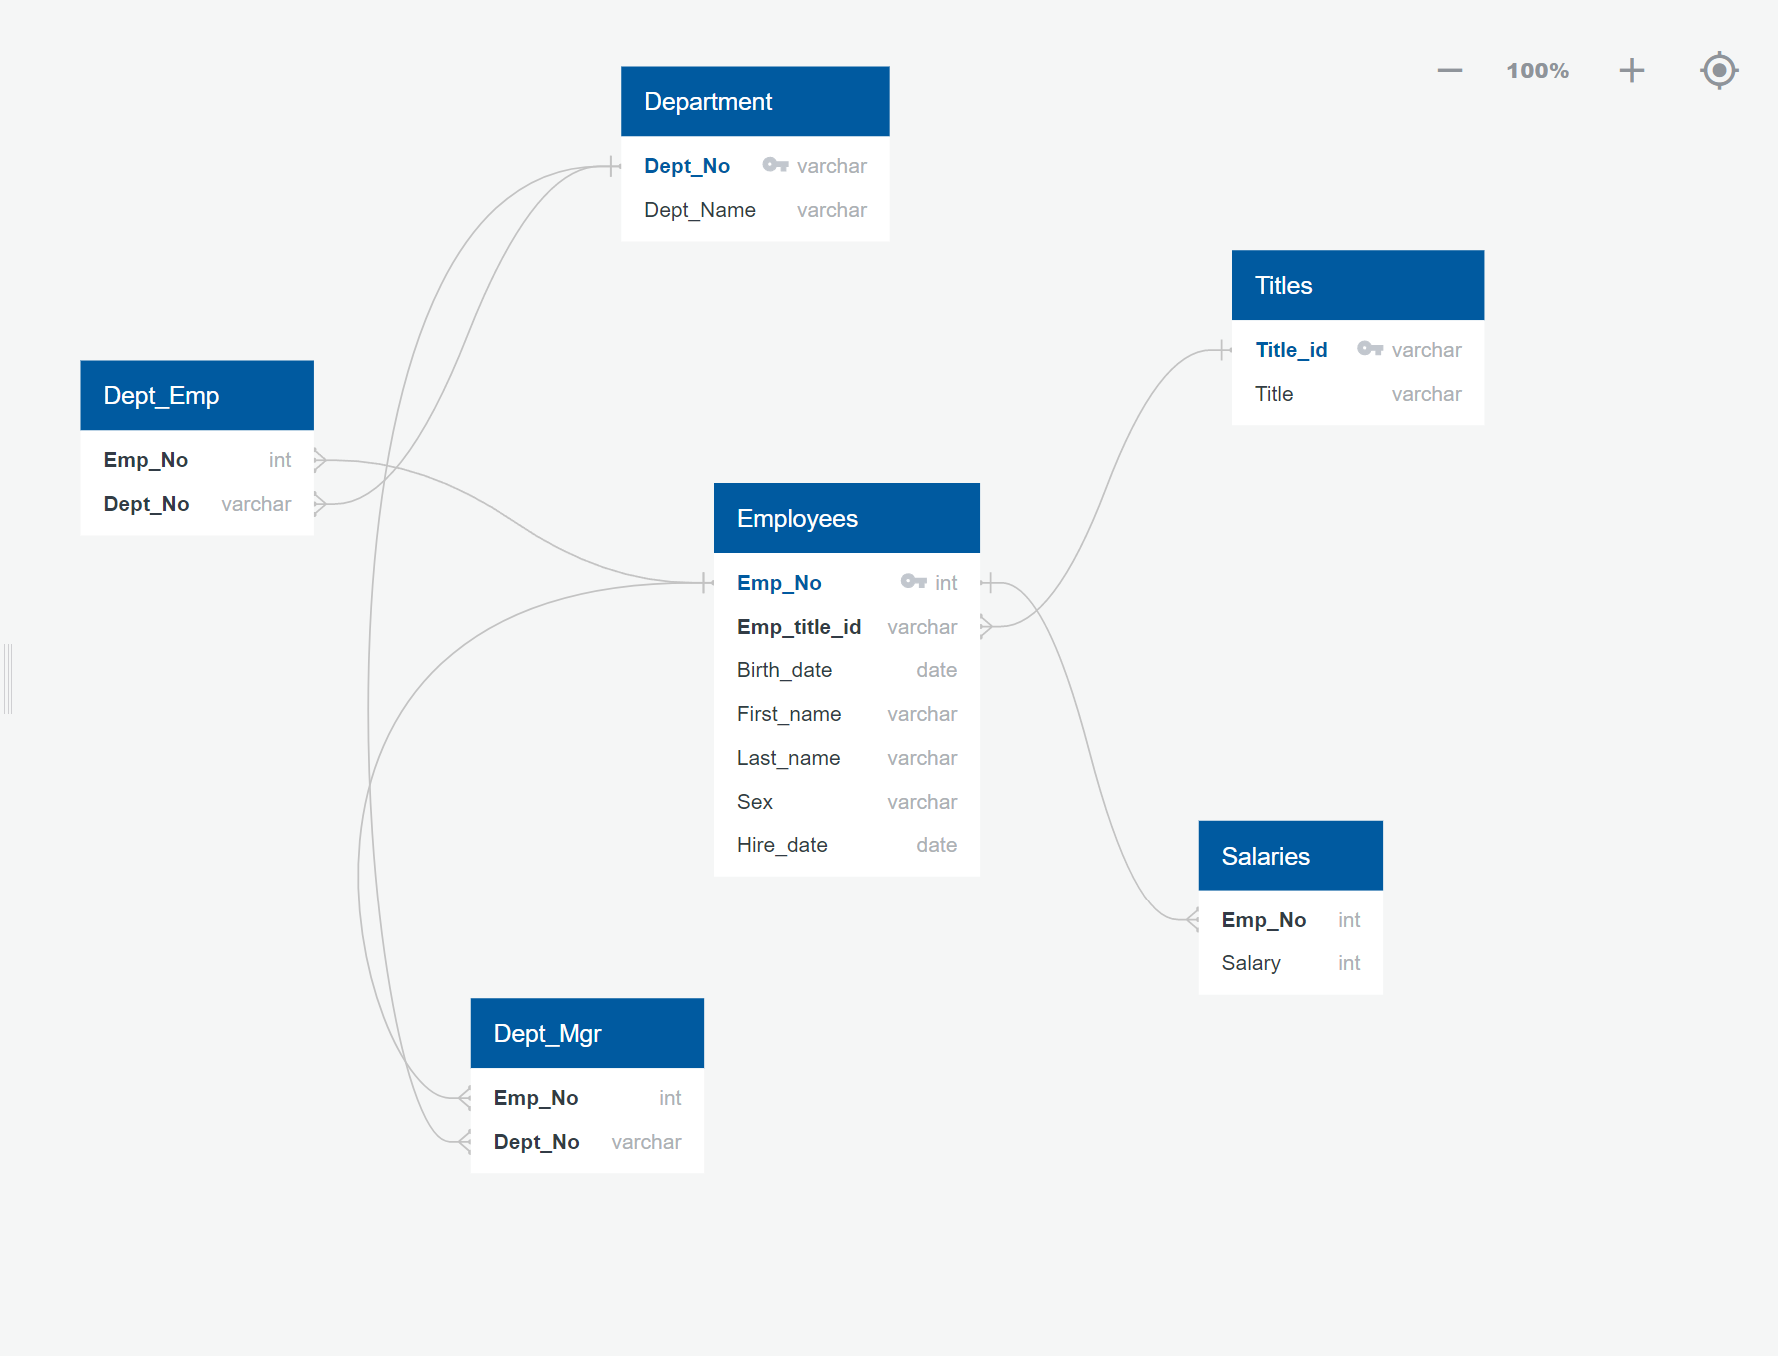 100%
Department
Dept_No varchar
Dept_Name varchar
Titles
Title_id varchar
Title varchar
Dept_Emp
Emp_No int
Dept_No varchar
Employees
Emp_No int
Emp_title_id varchar
Birth_date date
First_name varchar
Last_name varchar
Sex varchar
Hire_date date
Salaries
Emp_No int
Salary int
Dept_Mgr
Emp_No int
Dept_No varchar